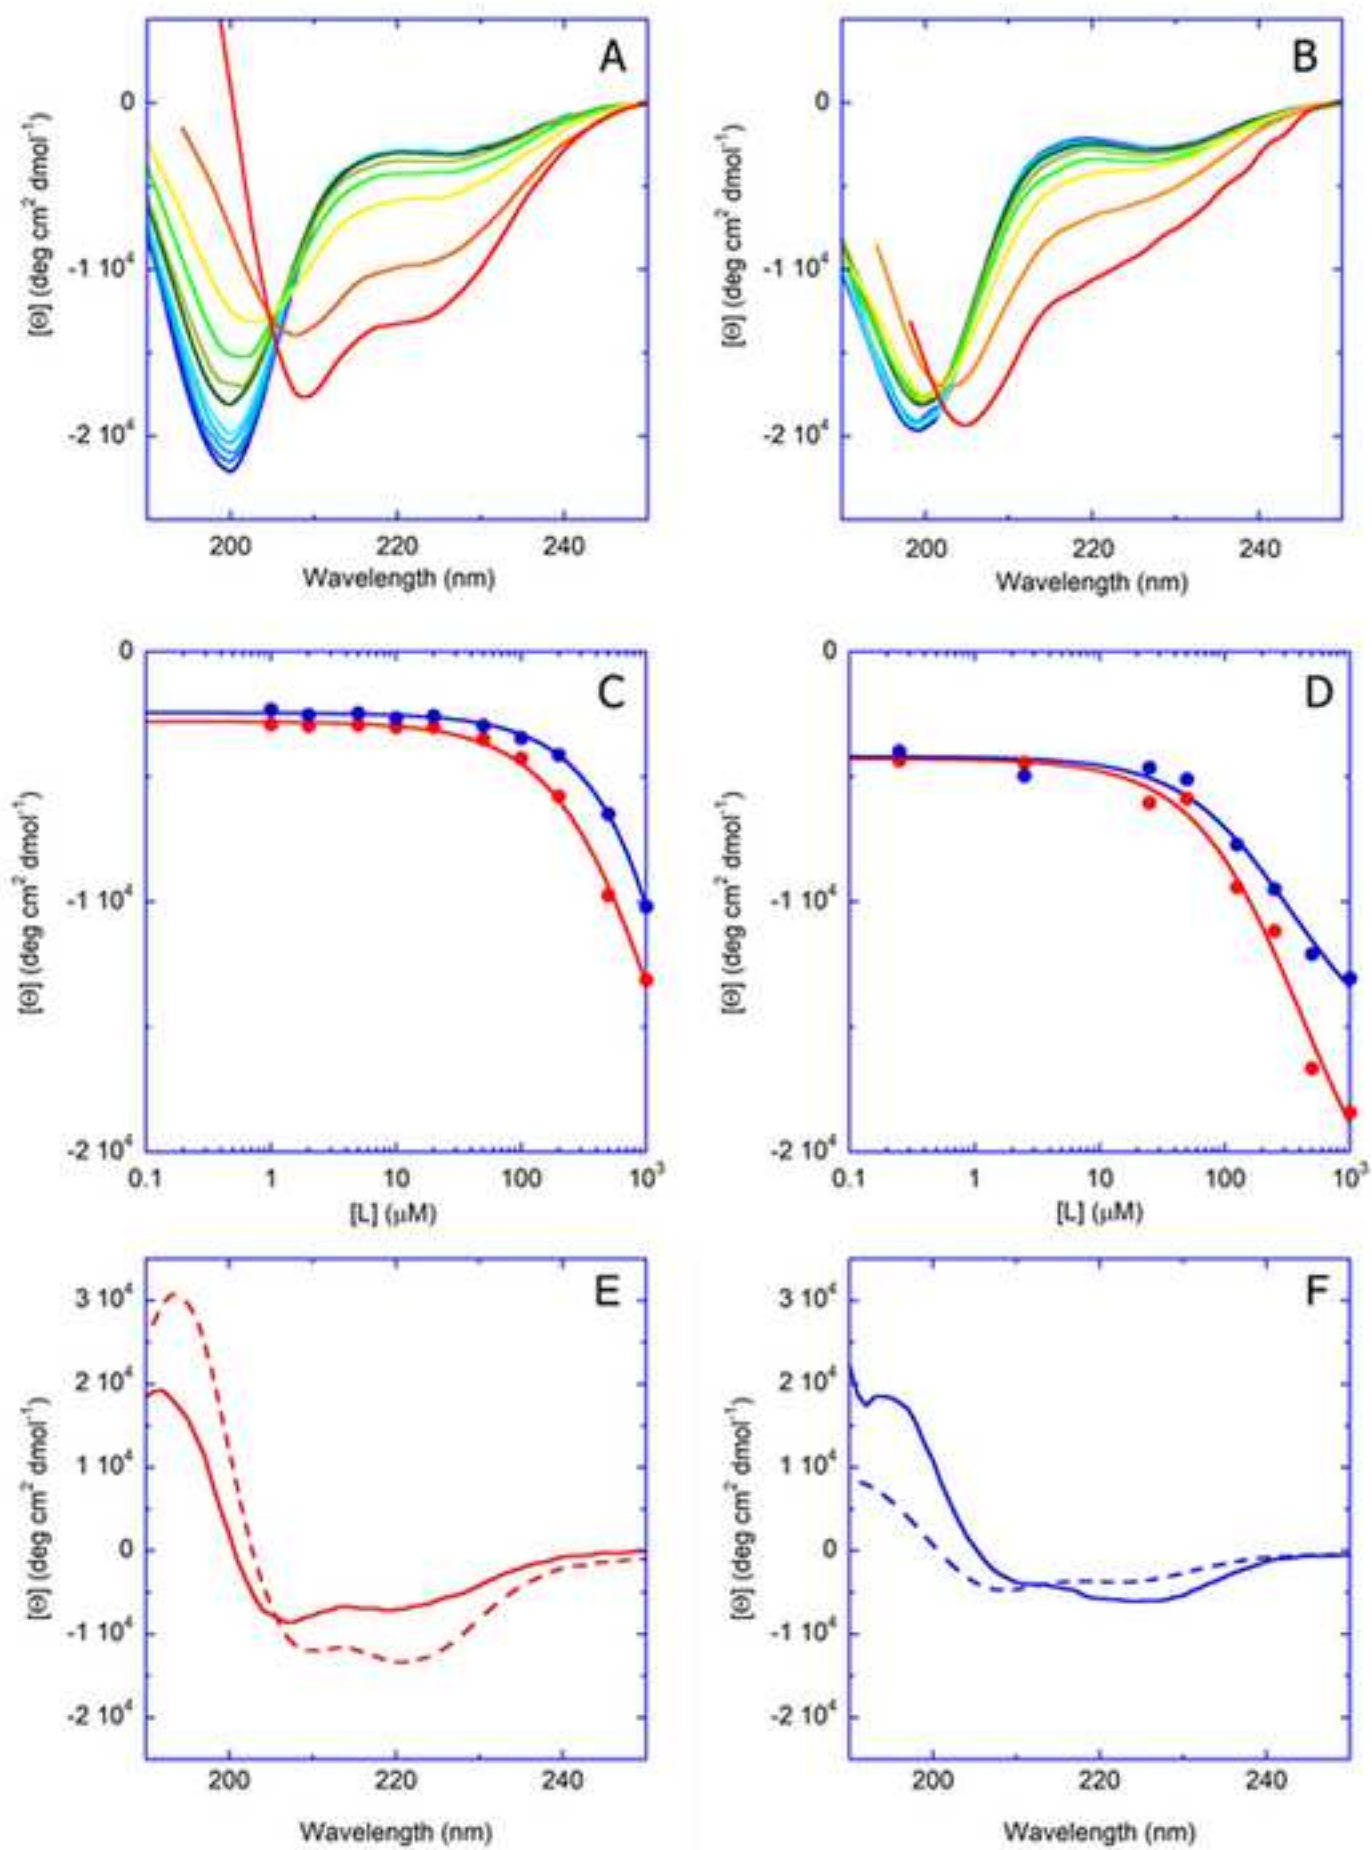 A
B
0
-1 10⁴
-2 10⁴
[Θ] (deg cm² dmol⁻¹)
200
220
240
Wavelength (nm)
0
-1 10⁴
-2 10⁴
[Θ] (deg cm² dmol⁻¹)
200
220
240
Wavelength (nm)
C
D
0
-1 10⁴
-2 10⁴
[Θ] (deg cm² dmol⁻¹)
0.1
1
10
100
10³
[L] (μM)
0
-1 10⁴
-2 10⁴
[Θ] (deg cm² dmol⁻¹)
0.1
1
10
100
10³
[L] (μM)
E
F
3 10⁴
2 10⁴
1 10⁴
0
-1 10⁴
-2 10⁴
[Θ] (deg cm² dmol⁻¹)
200
220
240
Wavelength (nm)
3 10⁴
2 10⁴
1 10⁴
0
-1 10⁴
-2 10⁴
[Θ] (deg cm² dmol⁻¹)
200
220
240
Wavelength (nm)